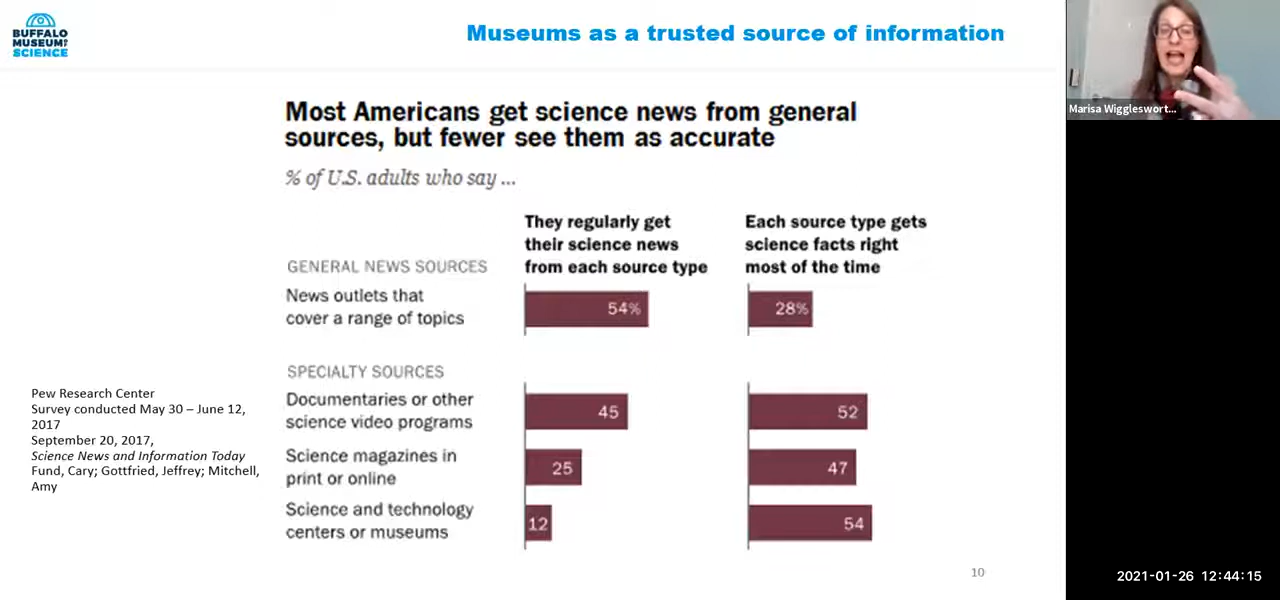 BUFFALO
MUSEUM OF
SCIENCE
Museums as a trusted source of information
Marisa Wiggleswort...
Most Americans get science news from general
sources, but fewer see them as accurate
% of U.S. adults who say ...
They regularly get
their science news
from each source type
Each source type gets
science facts right
most of the time
GENERAL NEWS SOURCES
News outlets that
cover a range of topics
54%
28%
SPECIALTY SOURCES
Documentaries or other
science video programs
45
52
Science magazines in
print or online
25
47
Science and technology
centers or museums
12
54
Pew Research Center
Survey conducted May 30 – June 12,
2017
September 20, 2017,
Science News and Information Today
Fund, Cary; Gottfried, Jeffrey; Mitchell,
Amy
10
2021-01-26 12:44:15